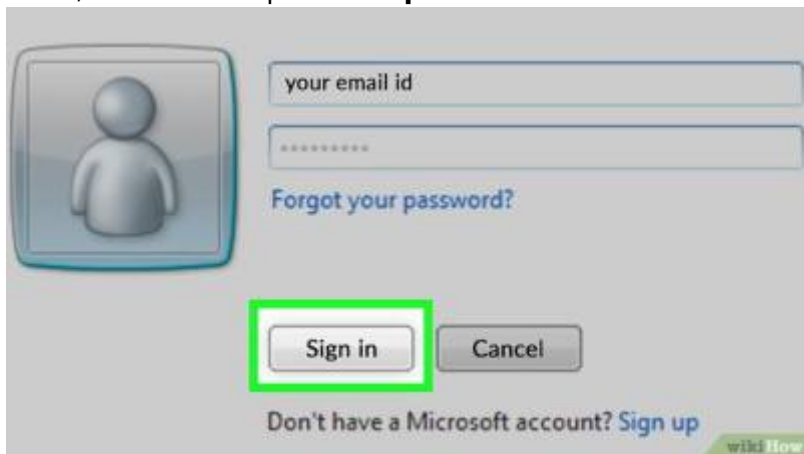 your email id
*********
Forgot your password?
Sign in Cancel
Don't have a Microsoft account? Sign up
wikiHow